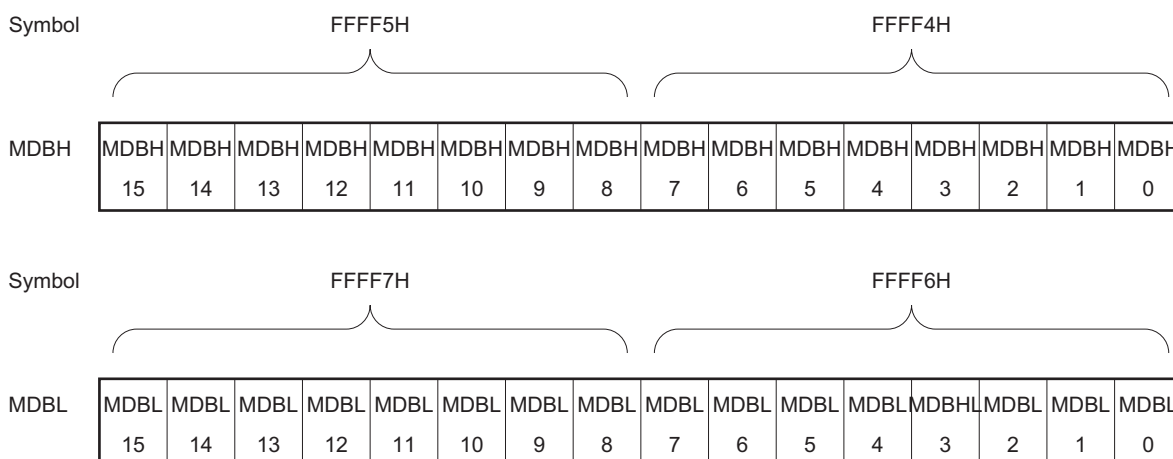 Symbol FFFF5H FFFF4H
MDBH MDBH MDBH MDBH MDBH MDBH MDBH MDBH MDBH MDBH MDBH MDBH MDBH MDBH MDBH MDBH MDBH
15 14 13 12 11 10 9 8 7 6 5 4 3 2 1 0
Symbol FFFF7H FFFF6H
MDBL MDBL MDBL MDBL MDBL MDBL MDBL MDBL MDBL MDBL MDBL MDBL MDBL MDBHL MDBL MDBL MDBL
15 14 13 12 11 10 9 8 7 6 5 4 3 2 1 0